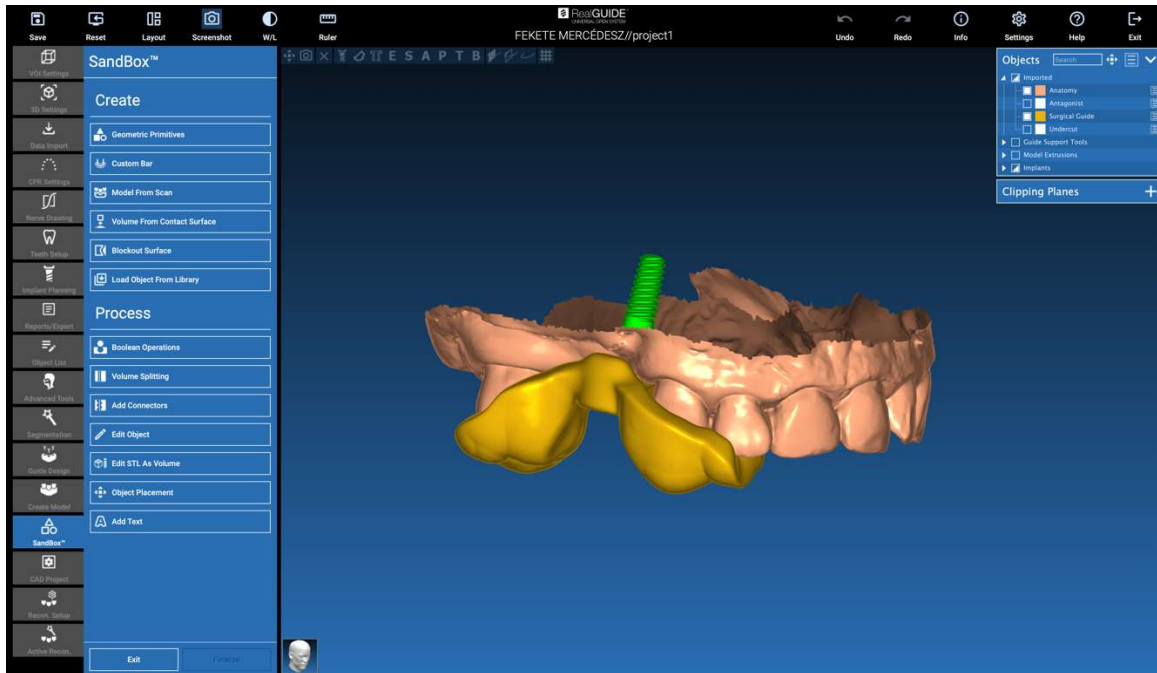 RealGUIDE
UNIVERSAL OPEN SYSTEM
FEKETE MERCÉDESZ//project1
Save
Reset
Layout
Screenshot
W/L
Ruler
Undo
Redo
Info
Settings
Help
Exit
VOI Settings
3D Settings
Data Import
CPR Settings
Nerve Drawing
Teeth Setup
Implant Planning
Reports/Export
Object List
Advanced Tools
Segmentation
Guide Design
Create Model
SandBox™
CAD Project
Reconn. Setup
Active Recon.
SandBox™
Create
Geometric Primitives
Custom Bar
Model From Scan
Volume From Contact Surface
Blockout Surface
Load Object From Library
Process
Boolean Operations
Volume Splitting
Add Connectors
Edit Object
Edit STL As Volume
Object Placement
Add Text
Exit
E S A P T B
Objects
Search
Imported
Anatomy
Antagonist
Surgical Guide
Undercut
Guide Support Tools
Model Extrusions
Implants
Clipping Planes